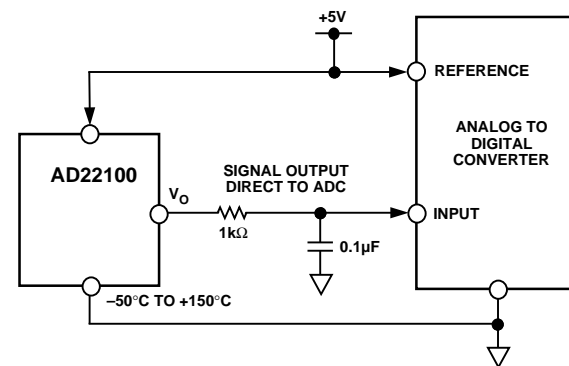 +5V
REFERENCE
ANALOG TO
DIGITAL
CONVERTER
AD22100
V_O
SIGNAL OUTPUT
DIRECT TO ADC
INPUT
1kΩ
0.1μF
–50°C TO +150°C